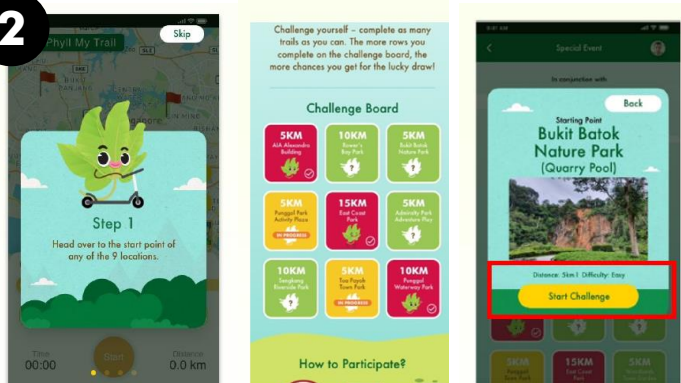 2
Phyll My Trail
Skip
Step 1
Head over to the start point of
any of the 9 locations.
Time
00:00
Start
Distance
0.0 km
Challenge yourself – complete as many
trails as you can. The more rows you
complete on the challenge board, the
more chances you get for the lucky draw!
Challenge Board
5KM
AIA Alexandra
Building
10KM
Rower's
Bay Park
5KM
Bukit Batok
Nature Park
5KM
Punggol Park
Activity Plaza
IN PROGRESS
15KM
East Coast
Park
5KM
Admiralty Park
Adventure Play
10KM
Sengkang
Riverside Park
5KM
Toa Payoh
Town Park
IN PROGRESS
10KM
Punggol
Waterway Park
How to Participate?
Special Event
In conjunction with
Back
Starting Point
Bukit Batok
Nature Park
(Quarry Pool)
Distance: 5km | Difficulty: Easy
Start Challenge
5KM
15KM
5KM